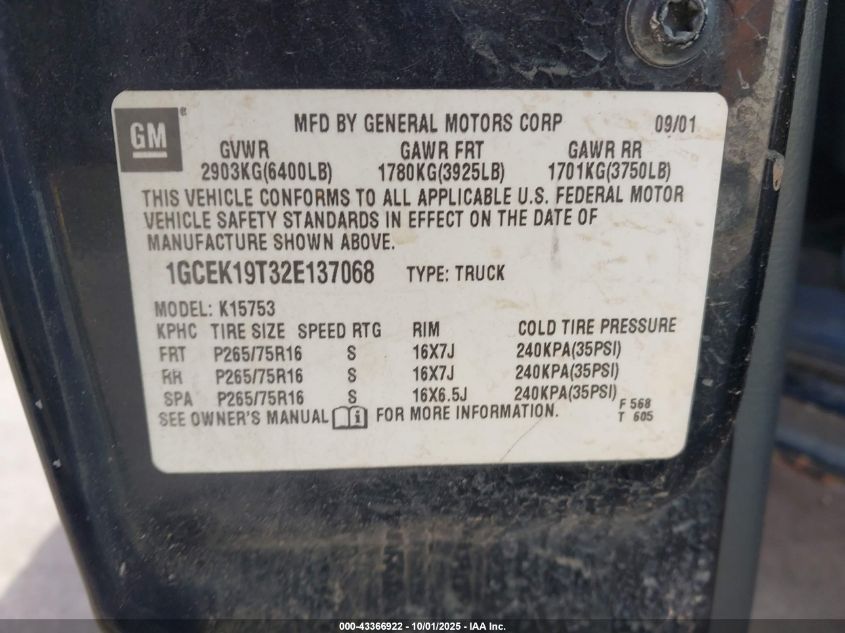 GM®
MFD BY GENERAL MOTORS CORP 09/01
GVWR GAWR FRT GAWR RR
2903KG(6400LB) 1780KG(3925LB) 1701KG(3750LB)
THIS VEHICLE CONFORMS TO ALL APPLICABLE U.S. FEDERAL MOTOR
VEHICLE SAFETY STANDARDS IN EFFECT ON THE DATE OF
MANUFACTURE SHOWN ABOVE.
1GCEK19T32E137068 TYPE: TRUCK
MODEL: K15753
KPHC TIRE SIZE SPEED RTG RIM COLD TIRE PRESSURE
FRT P265/75R16 S 16X7J 240KPA(35PSI)
RR P265/75R16 S 16X7J 240KPA(35PSI)
SPA P265/75R16 S 16X6.5J 240KPA(35PSI)
SEE OWNER'S MANUAL i FOR MORE INFORMATION.
F 568
T 605
000-43366922 - 10/01/2025 - IAA Inc.